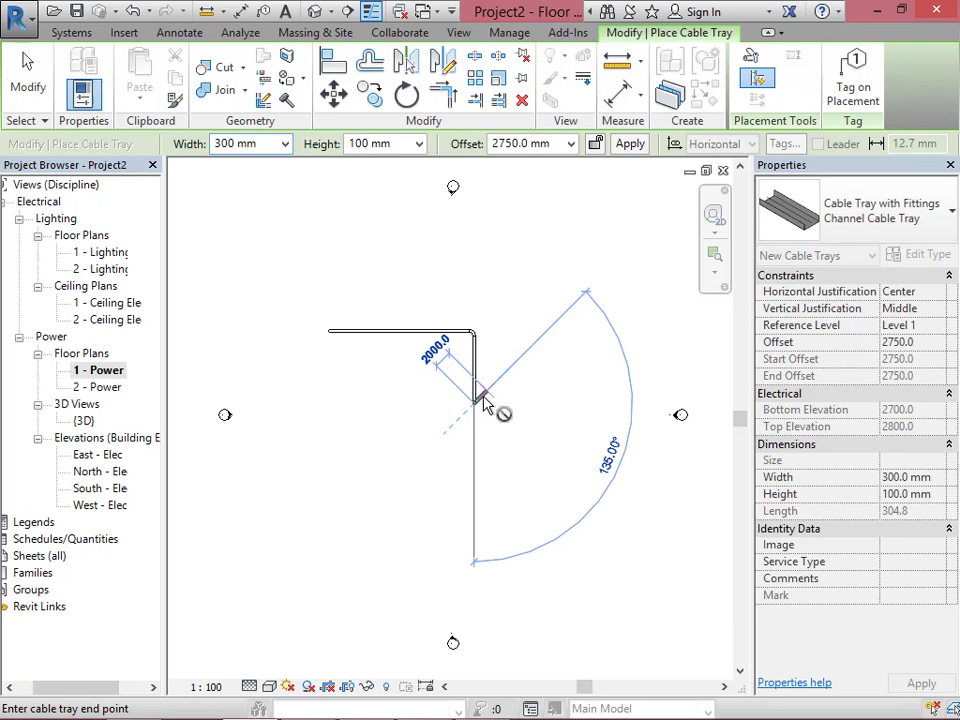 Project2 - Floor ...
Sign In
Systems Insert Annotate Analyze Massing & Site Collaborate View Manage Add-Ins Modify | Place Cable Tray
Modify Paste Cut Join Tag on Placement
Select Properties Clipboard Geometry Modify View Measure Create Placement Tools Tag
Modify | Place Cable Tray Width: 300 mm Height: 100 mm Offset: 2750.0 mm Apply Horizontal Tags... Leader 12.7 mm
Project Browser - Project2
Views (Discipline)
Electrical
Lighting
Floor Plans
1 - Lighting
2 - Lighting
Ceiling Plans
1 - Ceiling Ele
2 - Ceiling Ele
Power
Floor Plans
1 - Power
2 - Power
3D Views
{3D}
Elevations (Building E
East - Elec
North - Ele
South - Ele
West - Elec
Legends
Schedules/Quantities
Sheets (all)
Families
Groups
Revit Links
2D
2000.0
135.00°
Properties
Cable Tray with Fittings
Channel Cable Tray
New Cable Trays Edit Type
Constraints
Horizontal Justification Center
Vertical Justification Middle
Reference Level Level 1
Offset 2750.0
Start Offset 2750.0
End Offset 2750.0
Electrical
Bottom Elevation 2700.0
Top Elevation 2800.0
Dimensions
Size
Width 300.0 mm
Height 100.0 mm
Length 304.8
Identity Data
Image
Service Type
Comments
Mark
Properties help Apply
1 : 100
Enter cable tray end point :0 Main Model